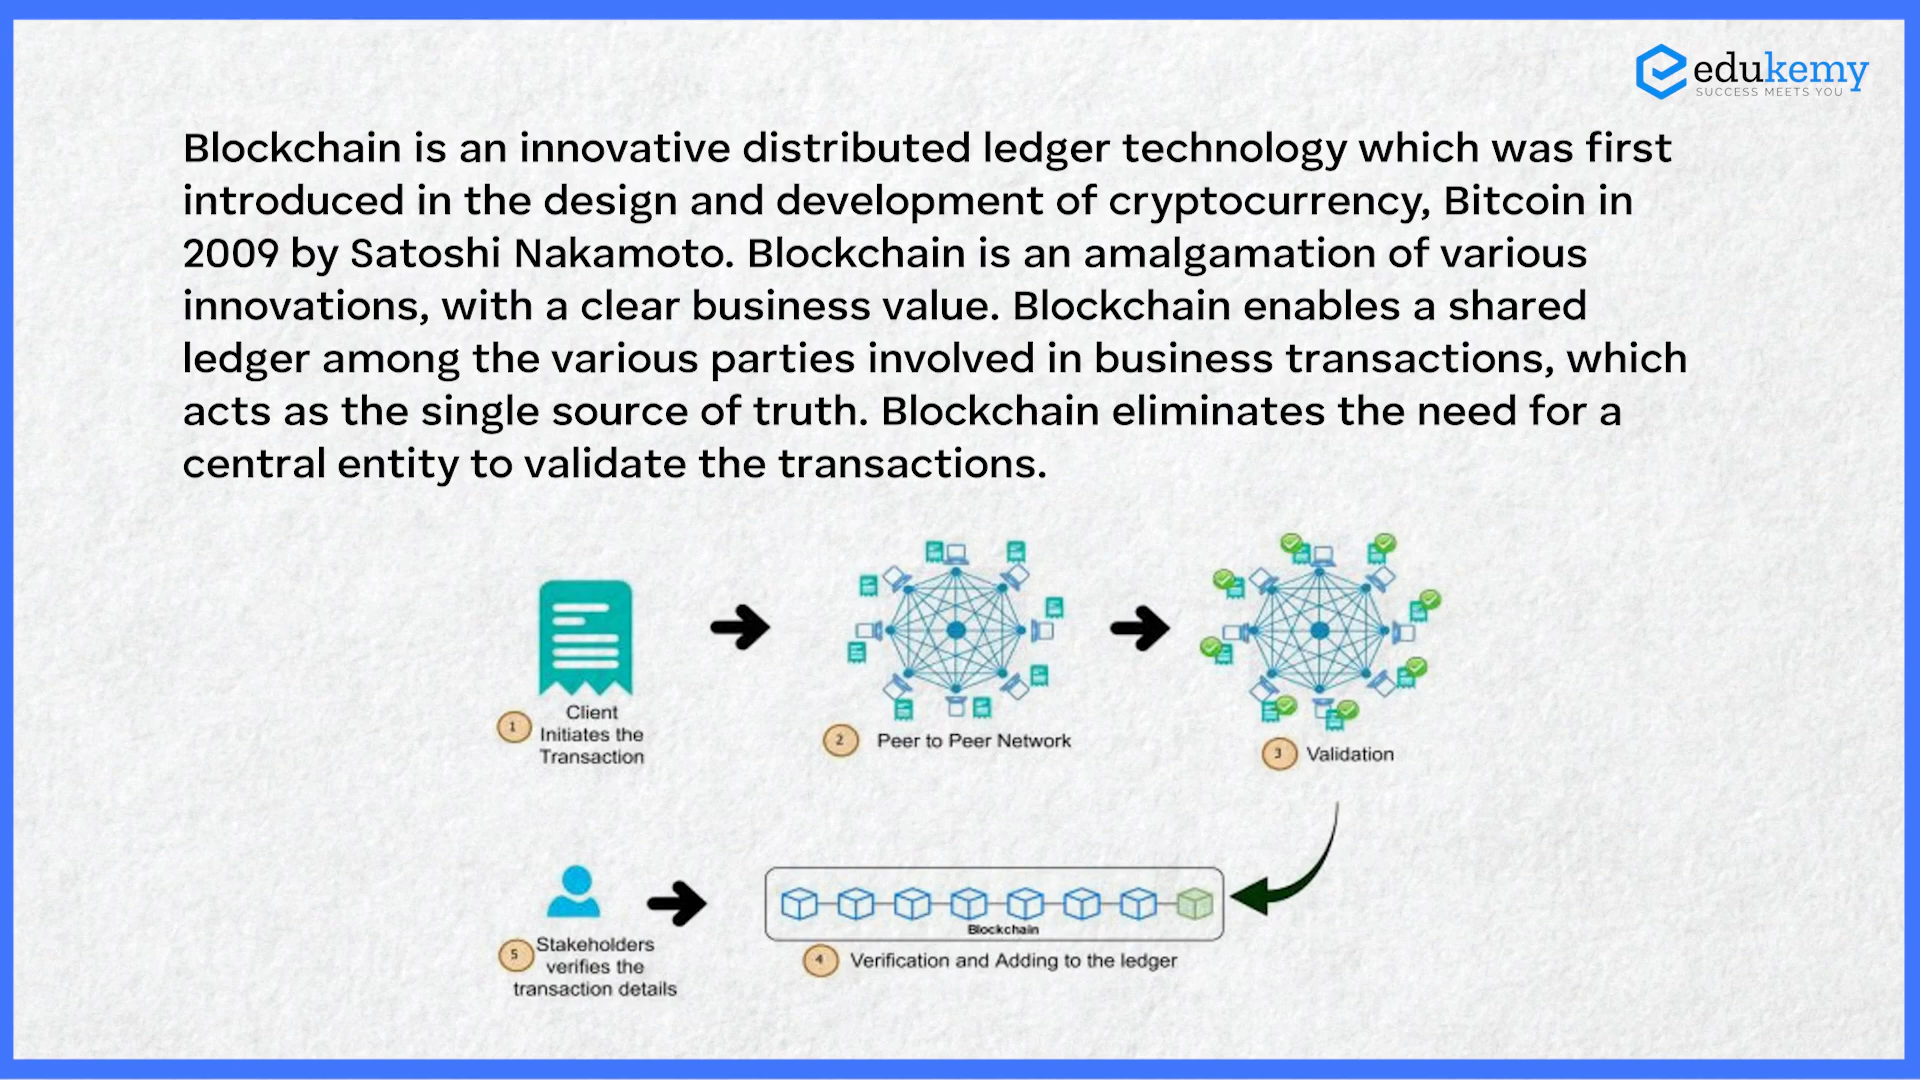 edukemy
SUCCESS MEETS YOU
Blockchain is an innovative distributed ledger technology which was first
introduced in the design and development of cryptocurrency, Bitcoin in
2009 by Satoshi Nakamoto. Blockchain is an amalgamation of various
innovations, with a clear business value. Blockchain enables a shared
ledger among the various parties involved in business transactions, which
acts as the single source of truth. Blockchain eliminates the need for a
central entity to validate the transactions.
1
Client
Initiates the
Transaction
2
Peer to Peer Network
3
Validation
Blockchain
4
Verification and Adding to the ledger
5
Stakeholders
verifies the
transaction details